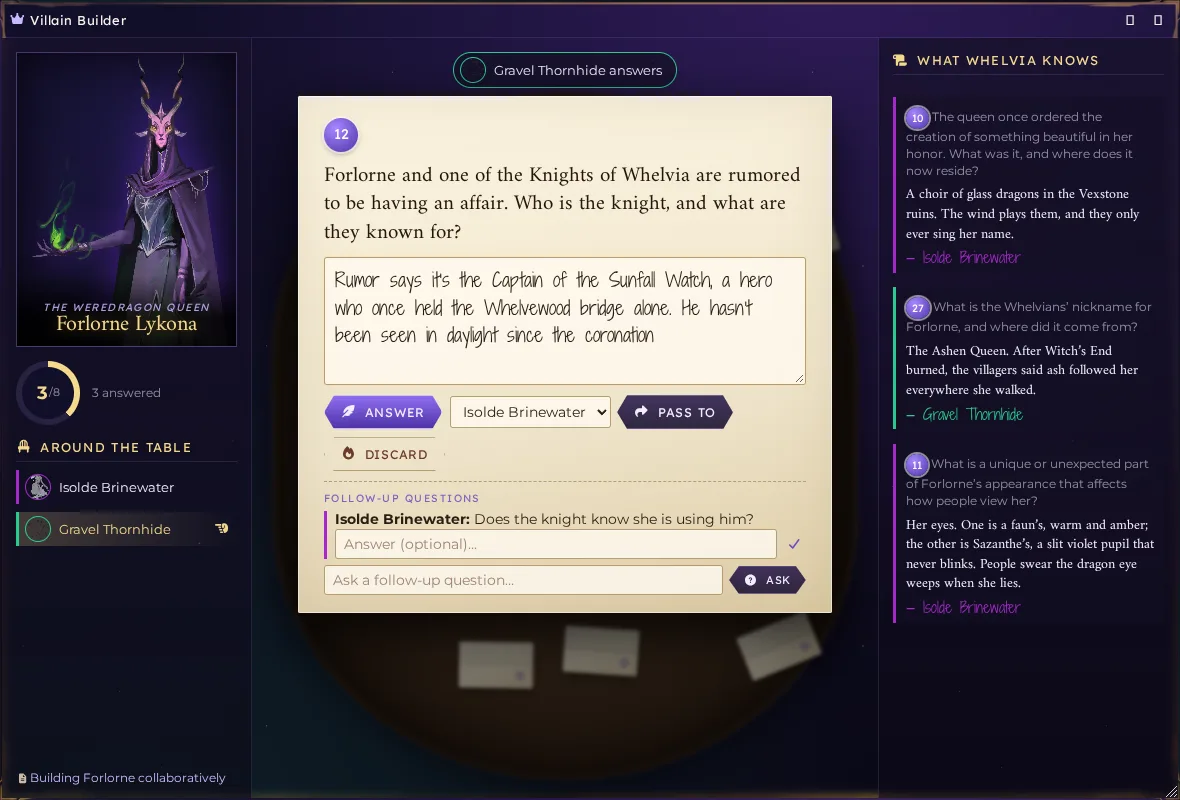 Villain Builder
THE WEREDRAGON QUEEN
Forlorne Lykona
3/8
3 answered
AROUND THE TABLE
Isolde Brinewater
Gravel Thornhide
Building Forlorne collaboratively
Gravel Thornhide answers
12
Forlorne and one of the Knights of Whelvia are rumored
to be having an affair. Who is the knight, and what are
they known for?
Rumor says it's the Captain of the Sunfall Watch, a hero
who once held the Whelvewood bridge alone. He hasn't
been seen in daylight since the coronation
ANSWER
Isolde Brinewater
PASS TO
DISCARD
FOLLOW-UP QUESTIONS
Isolde Brinewater: Does the knight know she is using him?
Answer (optional)...
Ask a follow-up question...
ASK
WHAT WHELVIA KNOWS
10 The queen once ordered the
creation of something beautiful in her
honor. What was it, and where does it
now reside?
A choir of glass dragons in the Vexstone
ruins. The wind plays them, and they only
ever sing her name.
— Isolde Brinewater
27 What is the Whelvians' nickname for
Forlorne, and where did it come from?
The Ashen Queen. After Witch's End
burned, the villagers said ash followed her
everywhere she walked.
— Gravel Thornhide
11 What is a unique or unexpected part
of Forlorne's appearance that affects
how people view her?
Her eyes. One is a faun's, warm and amber;
the other is Sazanthe's, a slit violet pupil that
never blinks. People swear the dragon eye
weeps when she lies.
— Isolde Brinewater